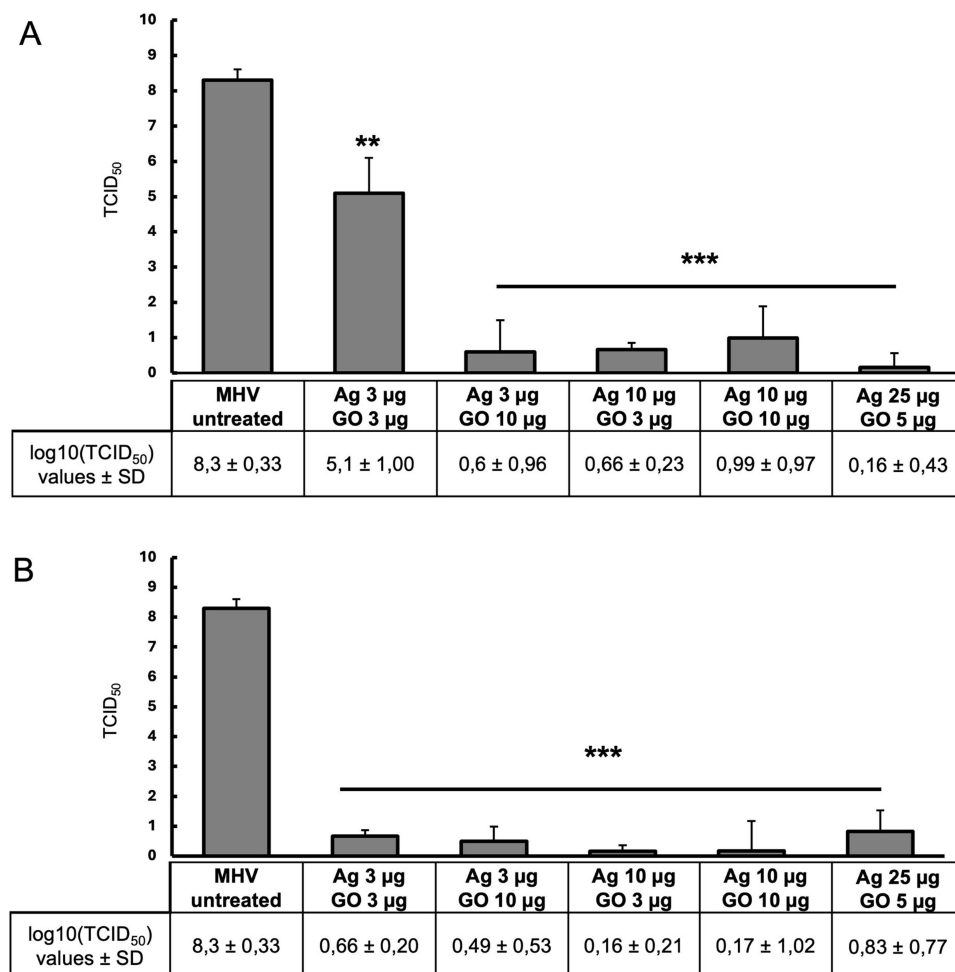 A
10
9
8
7
6
5
4
3
2
1
0
TCID50
**
***
MHV untreated
Ag 3 µg GO 3 µg
Ag 3 µg GO 10 µg
Ag 10 µg GO 3 µg
Ag 10 µg GO 10 µg
Ag 25 µg GO 5 µg
log10(TCID50) values ± SD
8,3 ± 0,33
5,1 ± 1,00
0,6 ± 0,96
0,66 ± 0,23
0,99 ± 0,97
0,16 ± 0,43
B
10
9
8
7
6
5
4
3
2
1
0
TCID50
***
MHV untreated
Ag 3 µg GO 3 µg
Ag 3 µg GO 10 µg
Ag 10 µg GO 3 µg
Ag 10 µg GO 10 µg
Ag 25 µg GO 5 µg
log10(TCID50) values ± SD
8,3 ± 0,33
0,66 ± 0,20
0,49 ± 0,53
0,16 ± 0,21
0,17 ± 1,02
0,83 ± 0,77